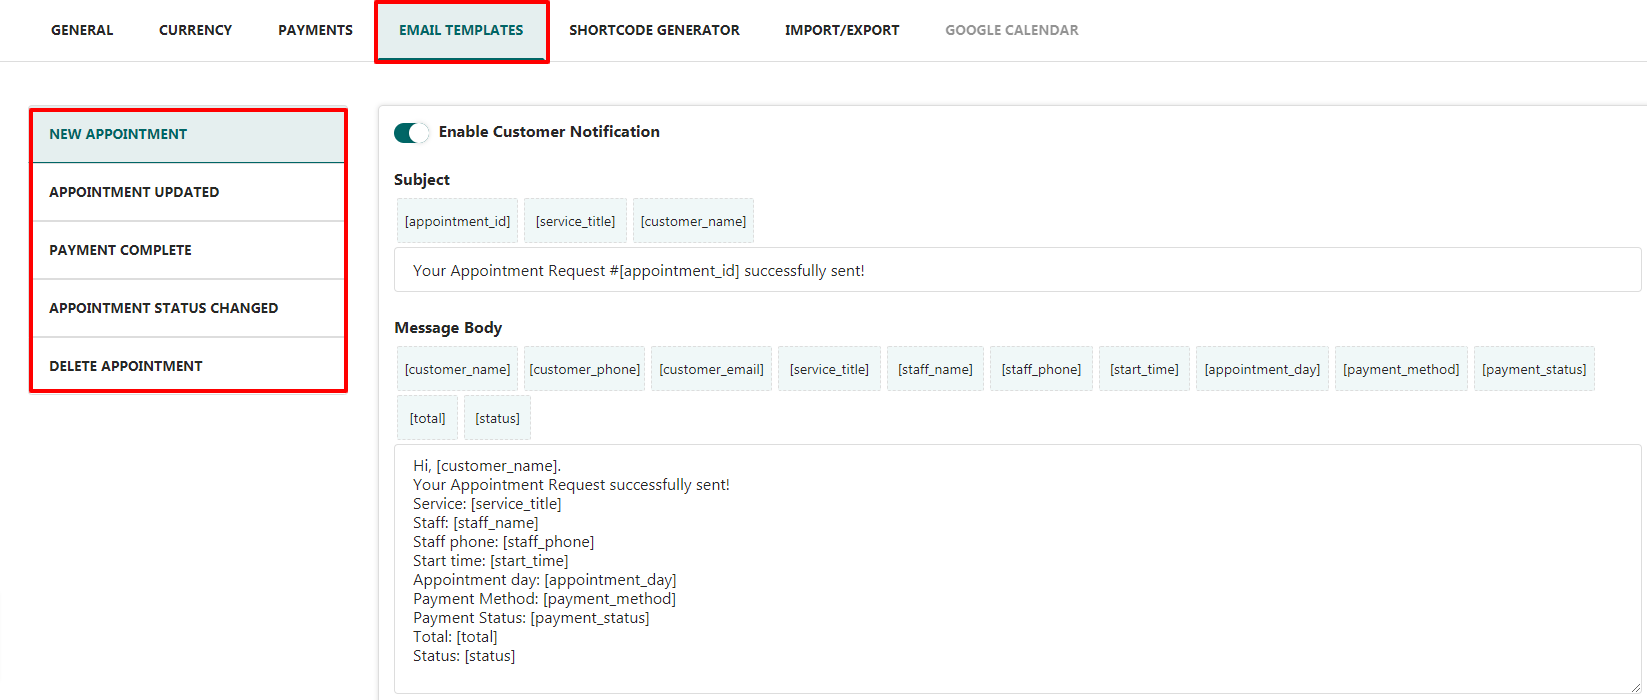 GENERAL CURRENCY PAYMENTS EMAIL TEMPLATES SHORTCODE GENERATOR IMPORT/EXPORT GOOGLE CALENDAR
NEW APPOINTMENT
APPOINTMENT UPDATED
PAYMENT COMPLETE
APPOINTMENT STATUS CHANGED
DELETE APPOINTMENT
Enable Customer Notification
Subject
[appointment_id] [service_title] [customer_name]
Your Appointment Request #[appointment_id] successfully sent!
Message Body
[customer_name] [customer_phone] [customer_email] [service_title] [staff_name] [staff_phone] [start_time] [appointment_day] [payment_method] [payment_status]
[total] [status]
Hi, [customer_name].
Your Appointment Request successfully sent!
Service: [service_title]
Staff: [staff_name]
Staff phone: [staff_phone]
Start time: [start_time]
Appointment day: [appointment_day]
Payment Method: [payment_method]
Payment Status: [payment_status]
Total: [total]
Status: [status]